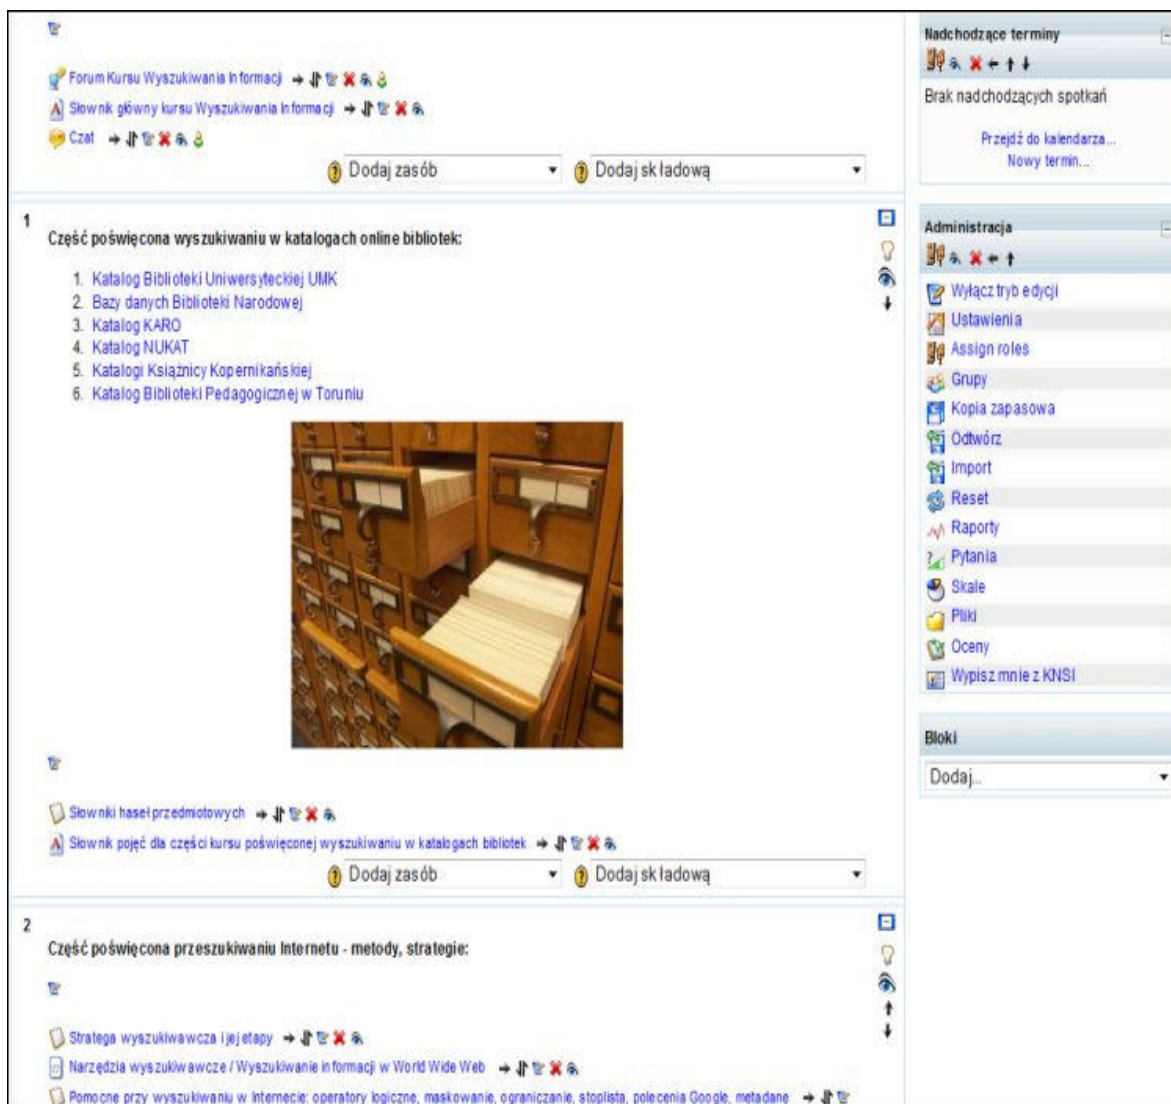 Forum Kursu Wyszukiwania Informacji
Słownik główny kursu Wyszukiwania Informacji
Czat
Dodaj zasób
Dodaj składową
1
Część poświęcona wyszukiwaniu w katalogach online bibliotek:
1. Katalog Biblioteki Uniwersyteckiej UMK
2. Bazy danych Biblioteki Narodowej
3. Katalog KARO
4. Katalog NUKAT
5. Katalogi Książnicy Kopernikańskiej
6. Katalog Biblioteki Pedagogicznej w Toruniu
Słowniki haseł przedmiotowych
Słownik pojęć dla części kursu poświęconej wyszukiwaniu w katalogach bibliotek
Dodaj zasób
Dodaj składową
2
Część poświęcona przeszukiwaniu Internetu - metody, strategie:
Stratega wyszukiwawcza i jej etapy
Narzędzia wyszukiwawcze / Wyszukiwanie informacji w World Wide Web
Pomocne przy wyszukiwaniu w Internecie: operatory logiczne, maskowanie, ograniczanie, stoplista, polecenia Google, metadane
Nadchodzące terminy
Brak nadchodzących spotkań
Przejdź do kalendarza...
Nowy termin...
Administracja
Wyłącz tryb edycji
Ustawienia
Assign roles
Grupy
Kopia zapasowa
Odtwórz
Import
Reset
Raporty
Pytania
Skale
Pliki
Oceny
Wypisz mnie z KNSI
Bloki
Dodaj...